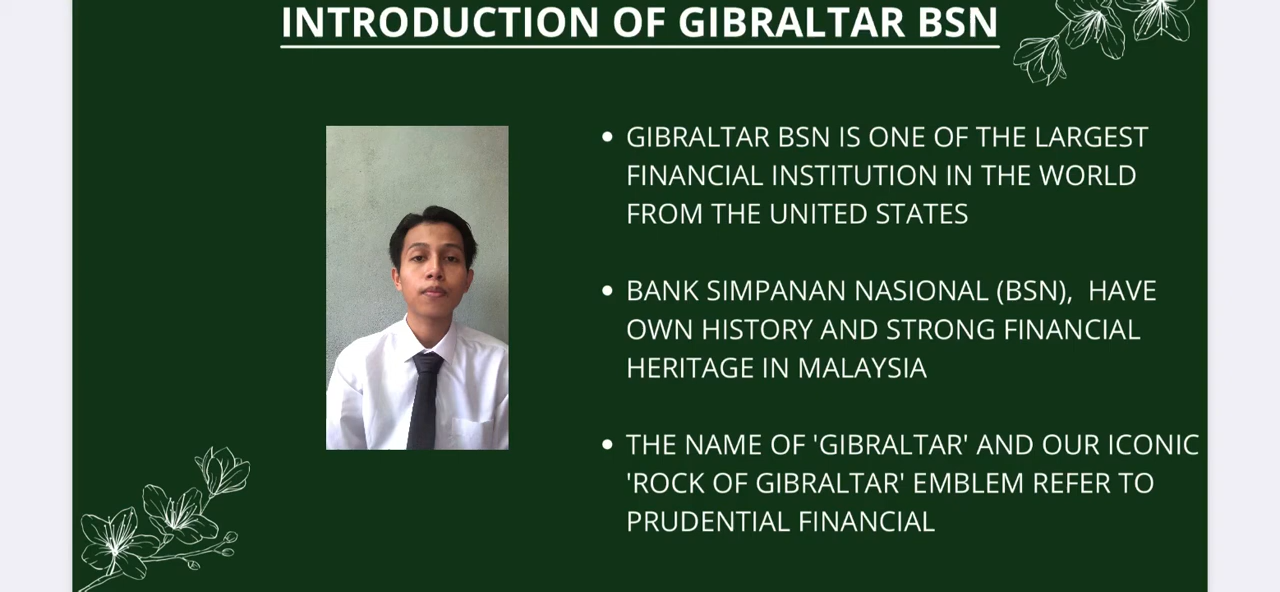 INTRODUCTION OF GIBRALTAR BSN
• GIBRALTAR BSN IS ONE OF THE LARGEST
FINANCIAL INSTITUTION IN THE WORLD
FROM THE UNITED STATES
• BANK SIMPANAN NASIONAL (BSN),  HAVE
OWN HISTORY AND STRONG FINANCIAL
HERITAGE IN MALAYSIA
• THE NAME OF 'GIBRALTAR' AND OUR ICONIC
'ROCK OF GIBRALTAR' EMBLEM REFER TO
PRUDENTIAL FINANCIAL